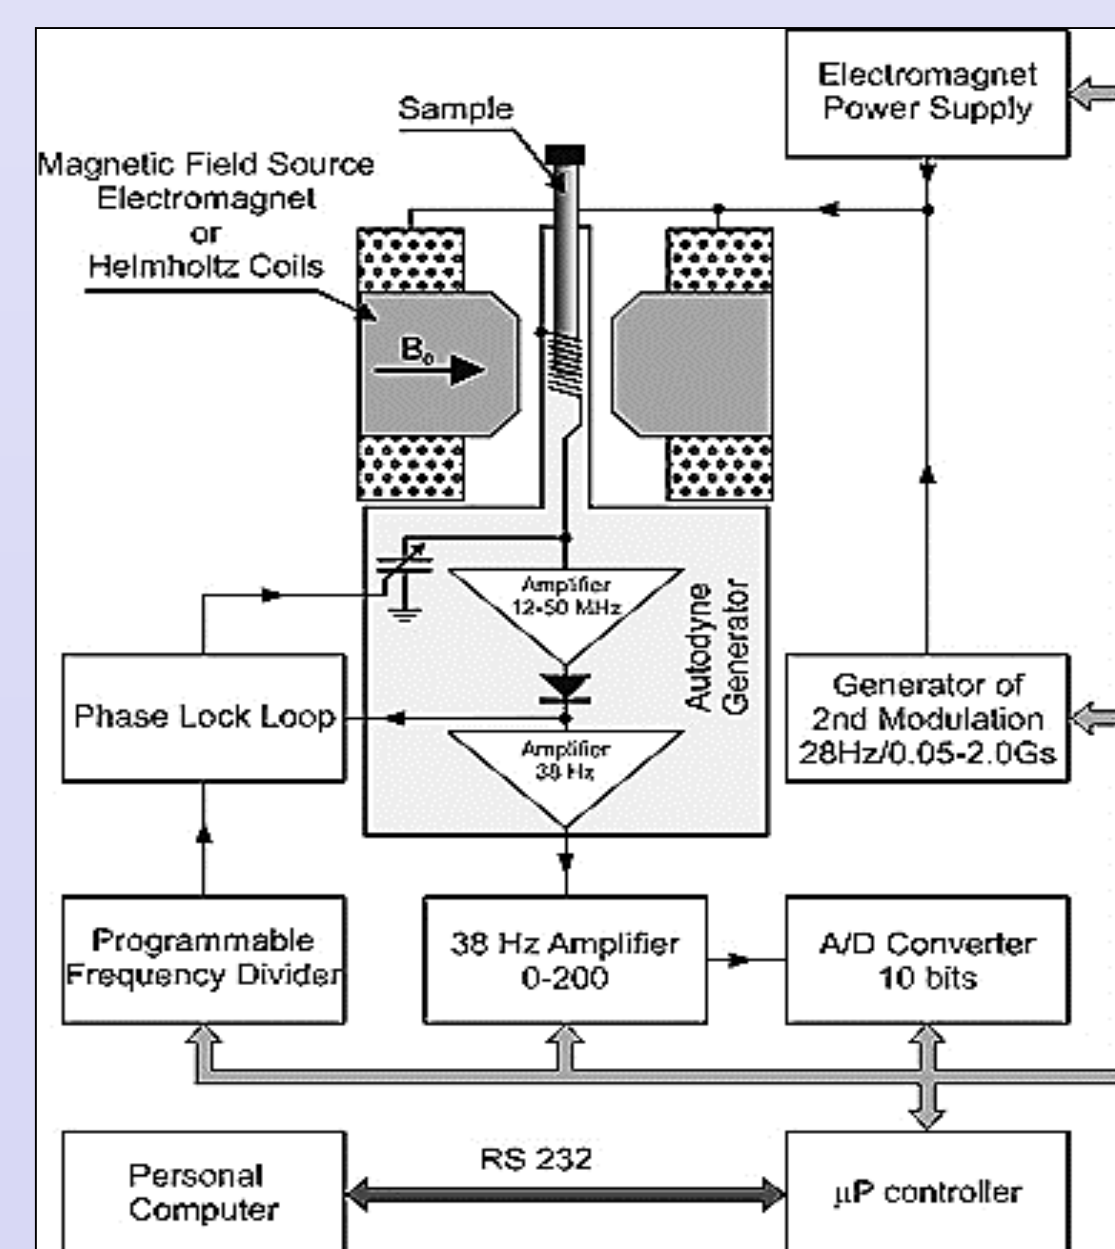 Electromagnet
Power Supply
Sample
Magnetic Field Source
Electromagnet
or
Helmholtz Coils
B₀
Amplifier
12-50 MHz
Autodyne
Generator
Phase Lock Loop
Generator of
2nd Modulation
28Hz/0.05-2.0Gs
Amplifier
38 Hz
Programmable
Frequency Divider
38 Hz Amplifier
0-200
A/D Converter
10 bits
Personal
Computer
RS 232
µP controller